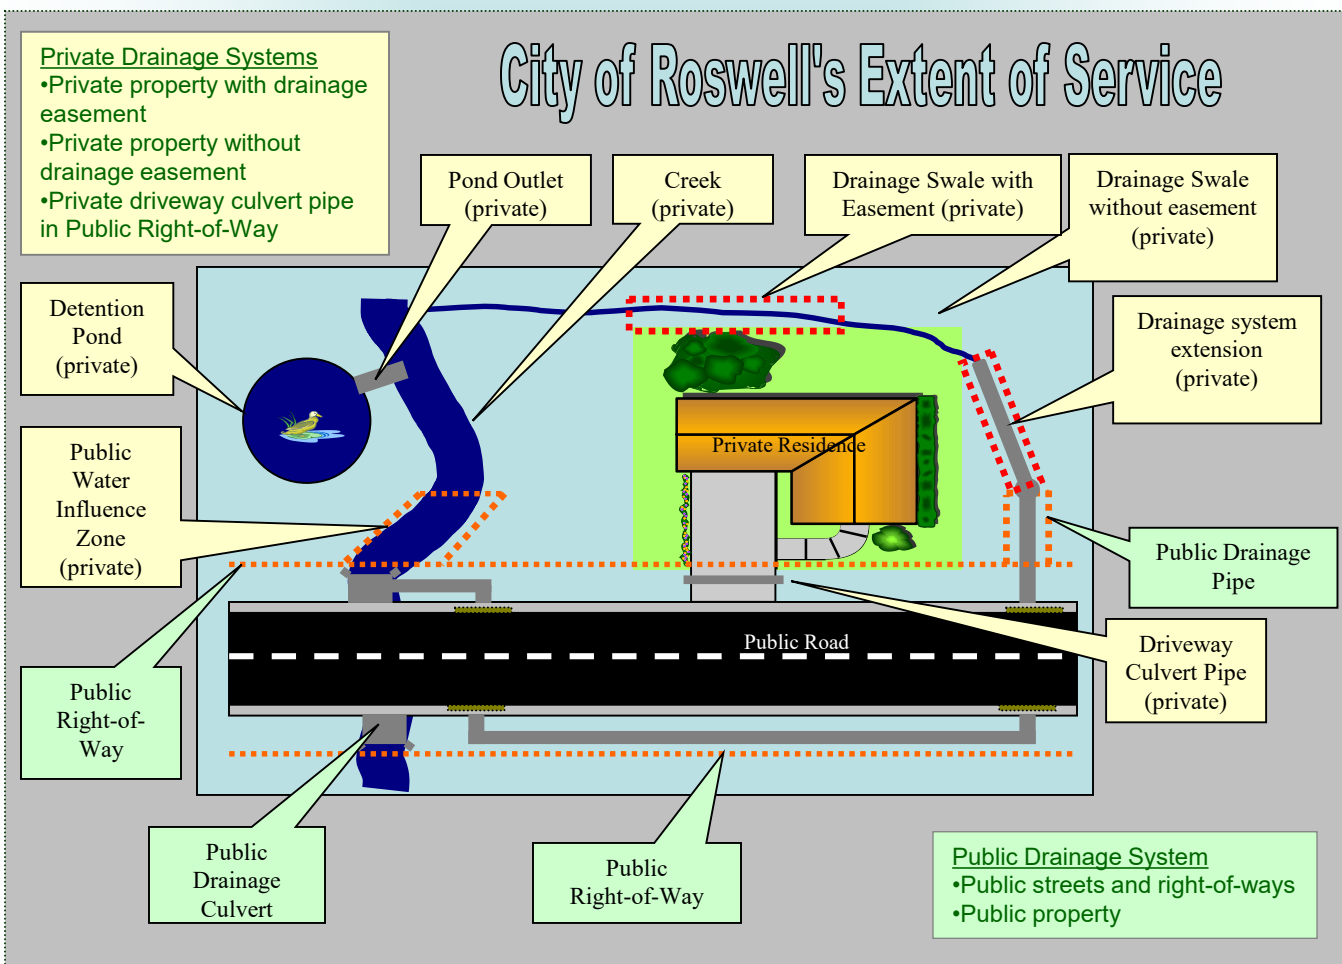 City of Roswell's Extent of Service
Private Drainage Systems
•Private property with drainage
easement
•Private property without
drainage easement
•Private driveway culvert pipe
in Public Right-of-Way
Pond Outlet
(private)
Creek
(private)
Drainage Swale with
Easement (private)
Drainage Swale
without easement
(private)
Detention
Pond
(private)
Drainage system
extension
(private)
Public
Water
Influence
Zone
(private)
Private Residence
Public Drainage
Pipe
Public Road
Driveway
Culvert Pipe
(private)
Public
Right-of-
Way
Public
Drainage
Culvert
Public
Right-of-Way
Public Drainage System
•Public streets and right-of-ways
•Public property